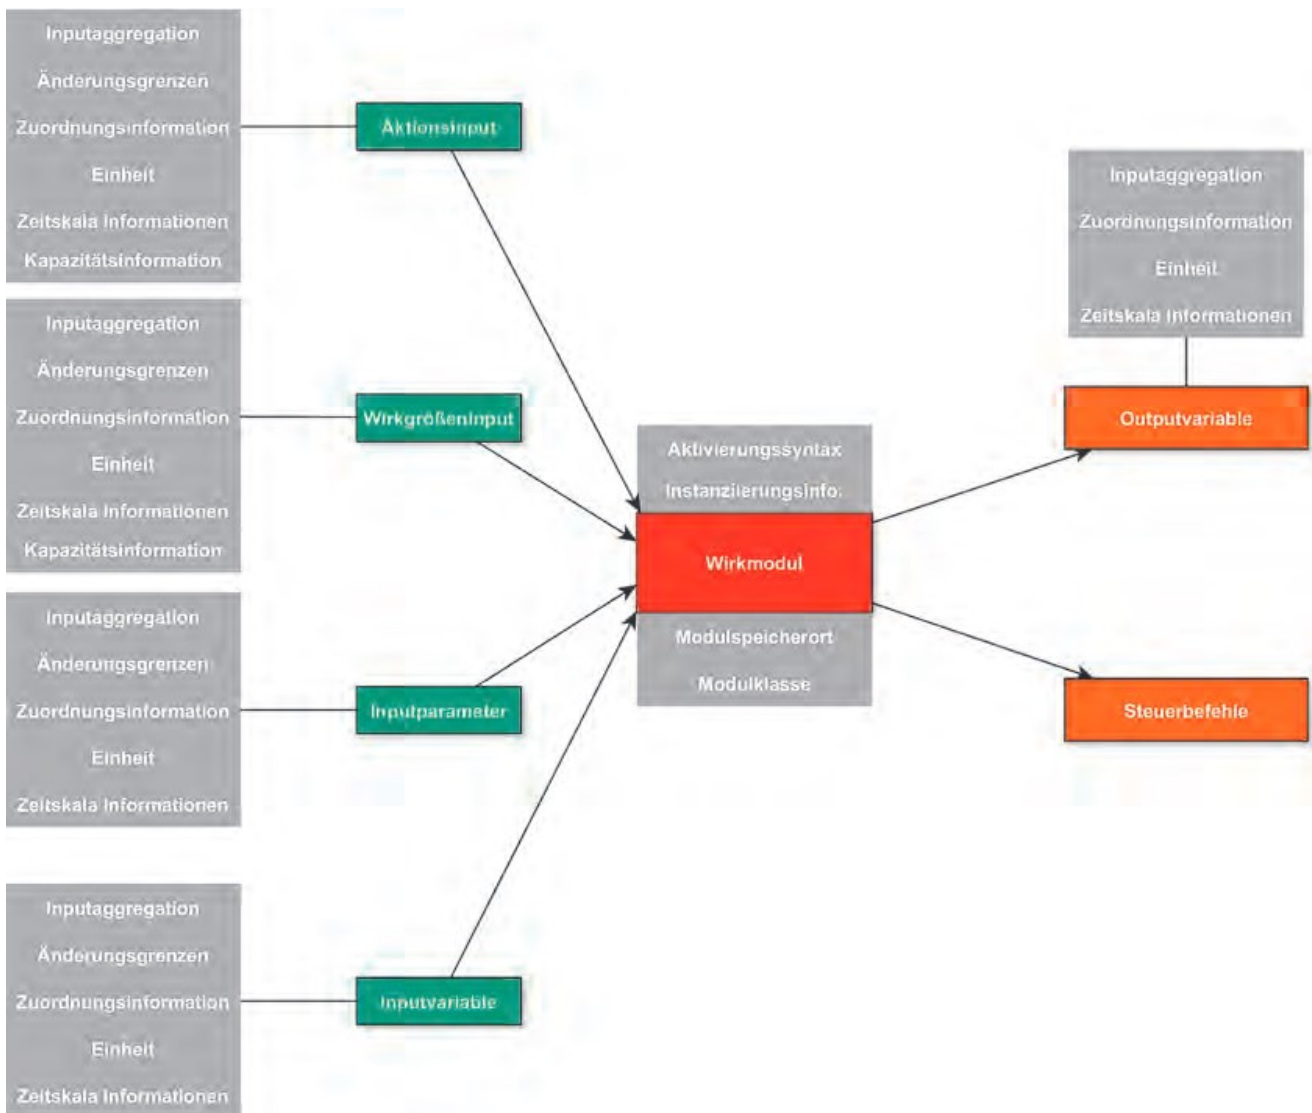 Inputaggregation
Änderungsgrenzen
Zuordnungsinformation
Einheit
Zeitskala Informationen
Kapazitätsinformation
Aktionsinput
Inputaggregation
Änderungsgrenzen
Zuordnungsinformation
Einheit
Zeitskala Informationen
Kapazitätsinformation
Wirkgrößeninput
Inputaggregation
Änderungsgrenzen
Zuordnungsinformation
Einheit
Zeitskala Informationen
Inputparameter
Inputaggregation
Änderungsgrenzen
Zuordnungsinformation
Einheit
Zeitskala Informationen
Inputvariable
Aktivierungssyntax
Instanziierungsinfo.
Wirkmodul
Modulspeicherort
Modulklasse
Inputaggregation
Zuordnungsinformation
Einheit
Zeitskala Informationen
Outputvariable
Steuerbefehle